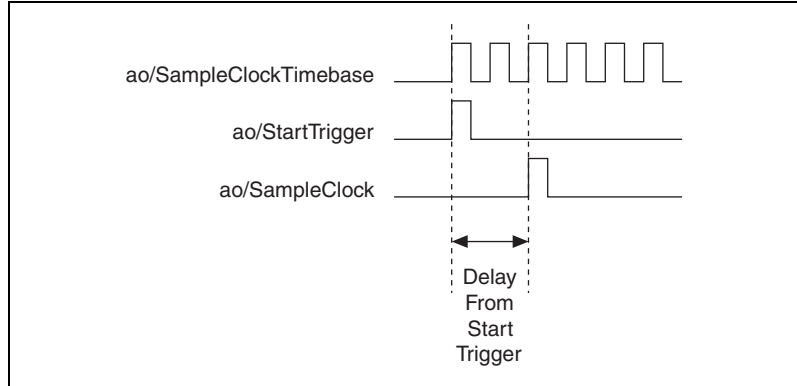 ao/SampleClockTimebase
ao/StartTrigger
ao/SampleClock
Delay
From
Start
Trigger